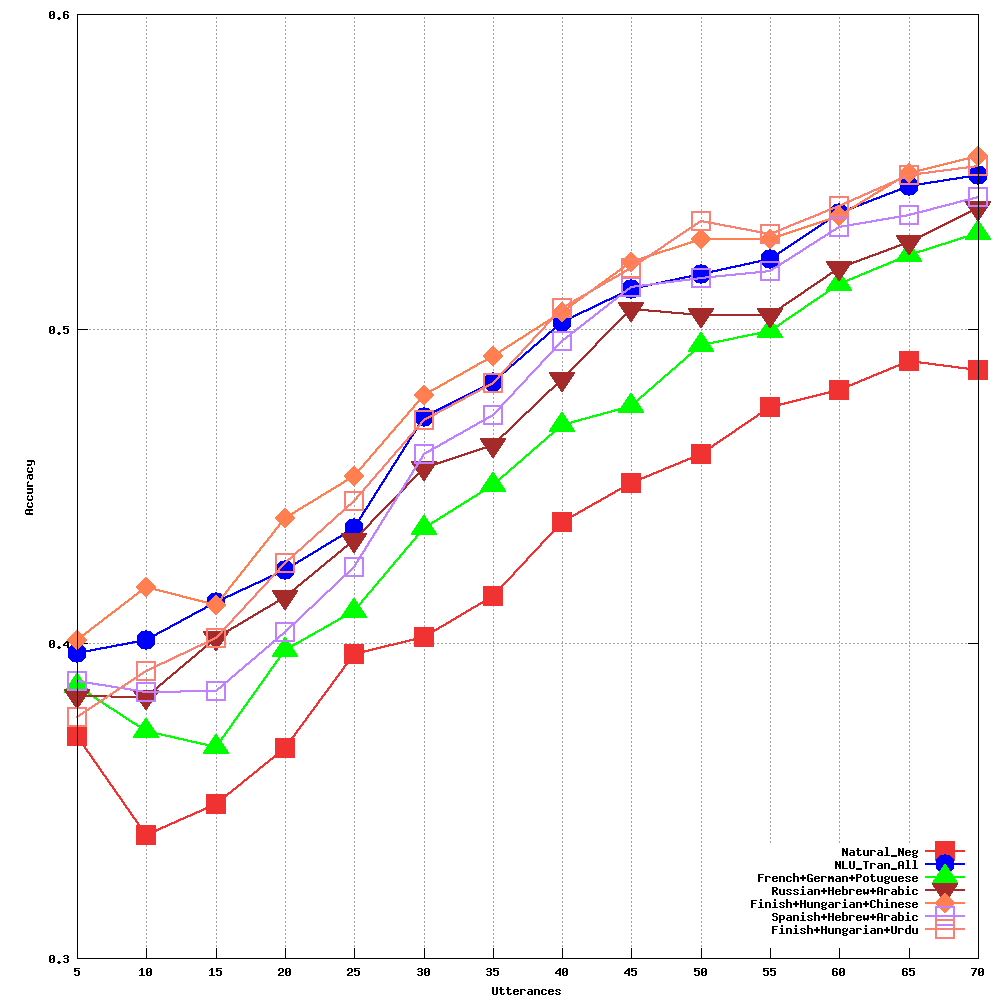 0.6
0.5
0.4
0.3
Accuracy
5 10 15 20 25 30 35 40 45 50 55 60 65 70
Utterances
Natural_Neg
NLU_Tran_All
French+German+Potuguese
Russian+Hebrew+Arabic
Finish+Hungarian+Chinese
Spanish+Hebrew+Arabic
Finish+Hungarian+Urdu